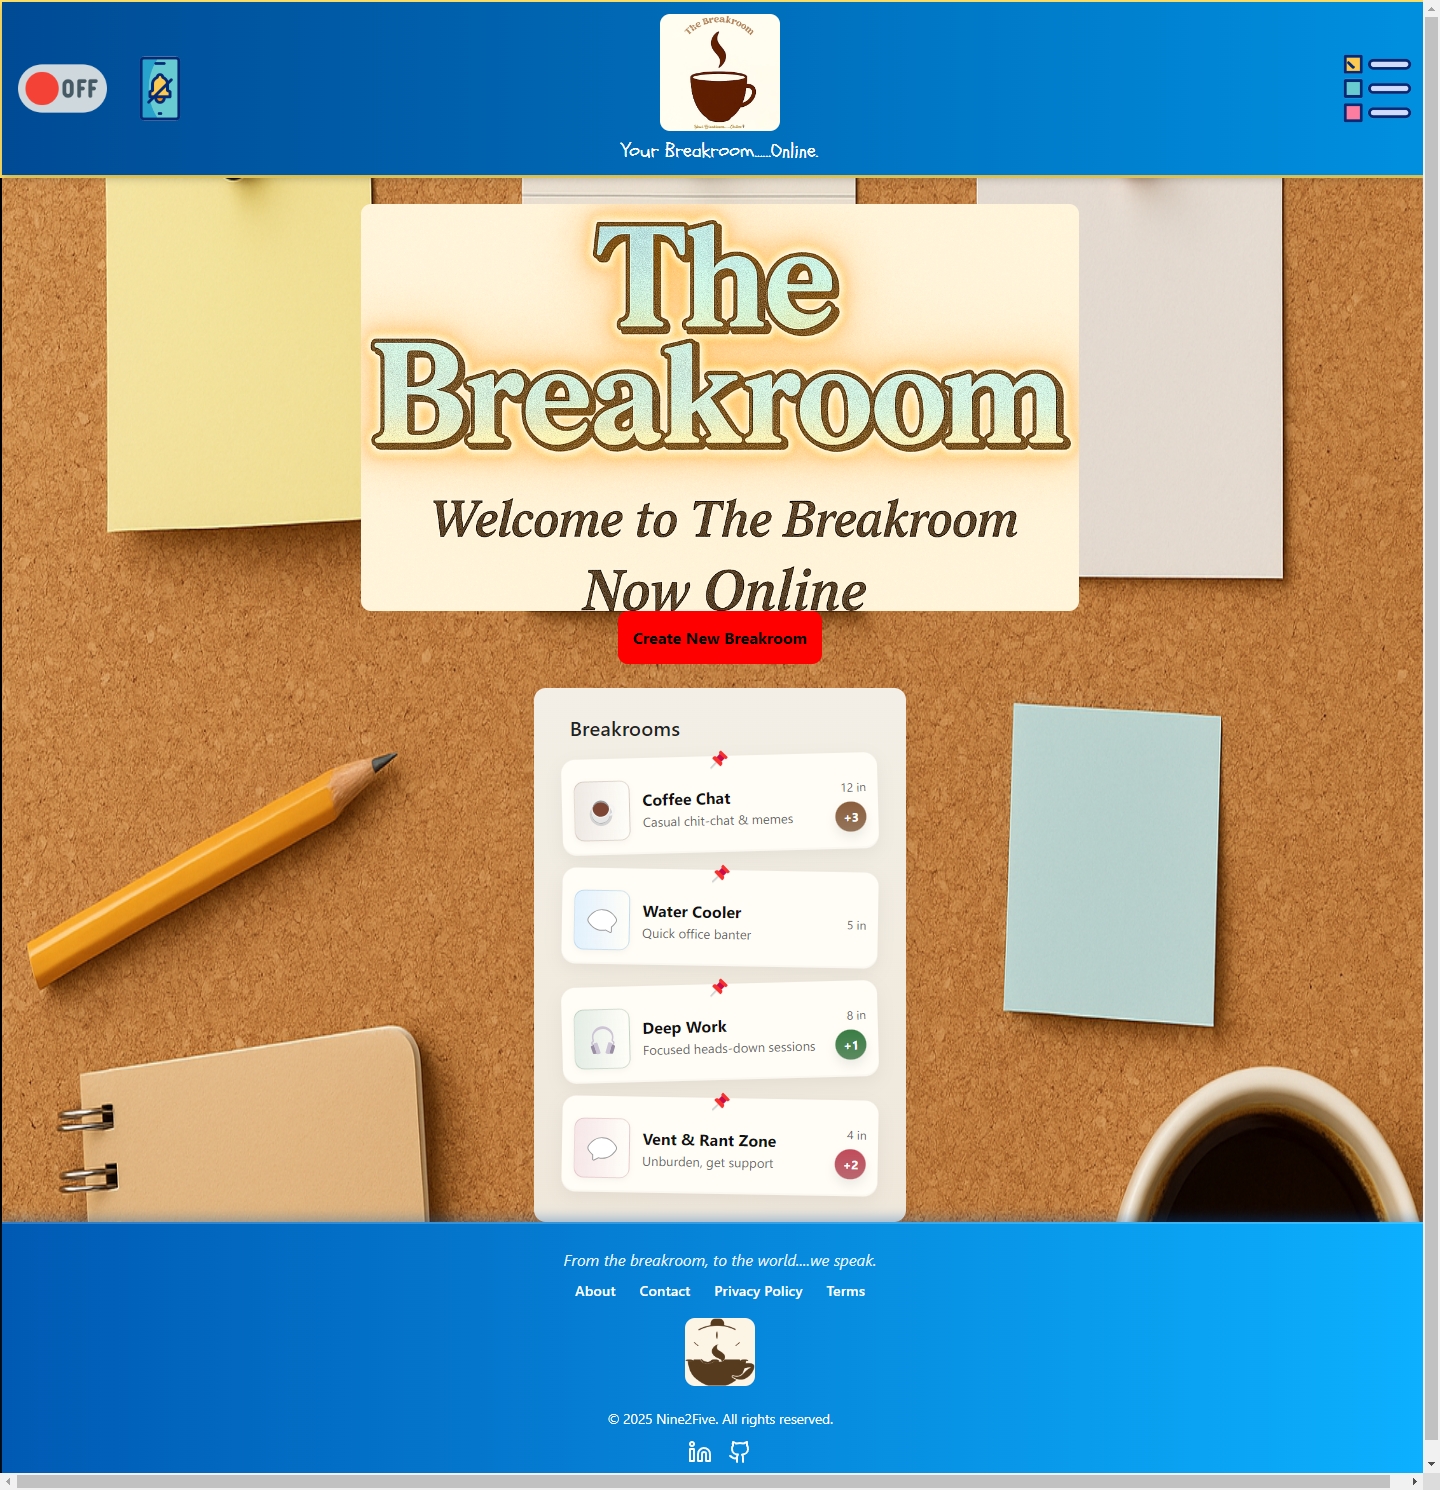 The Breakroom
Your Breakroom......Online.
OFF
The
Breakroom
Welcome to The Breakroom
Now Online
Create New Breakroom
Breakrooms
Coffee Chat
Casual chit-chat & memes
12 in
+3
Water Cooler
Quick office banter
5 in
Deep Work
Focused heads-down sessions
8 in
+1
Vent & Rant Zone
Unburden, get support
4 in
+2
From the breakroom, to the world....we speak.
About Contact Privacy Policy Terms
© 2025 Nine2Five. All rights reserved.
in